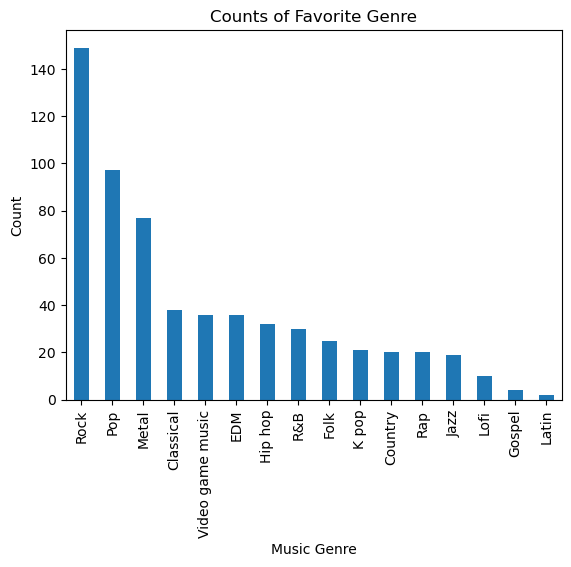 Counts of Favorite Genre
Count
140
120
100
80
60
40
20
0
Rock
Pop
Metal
Classical
Video game music
EDM
Hip hop
R&B
Folk
K pop
Country
Rap
Jazz
Lofi
Gospel
Latin
Music Genre